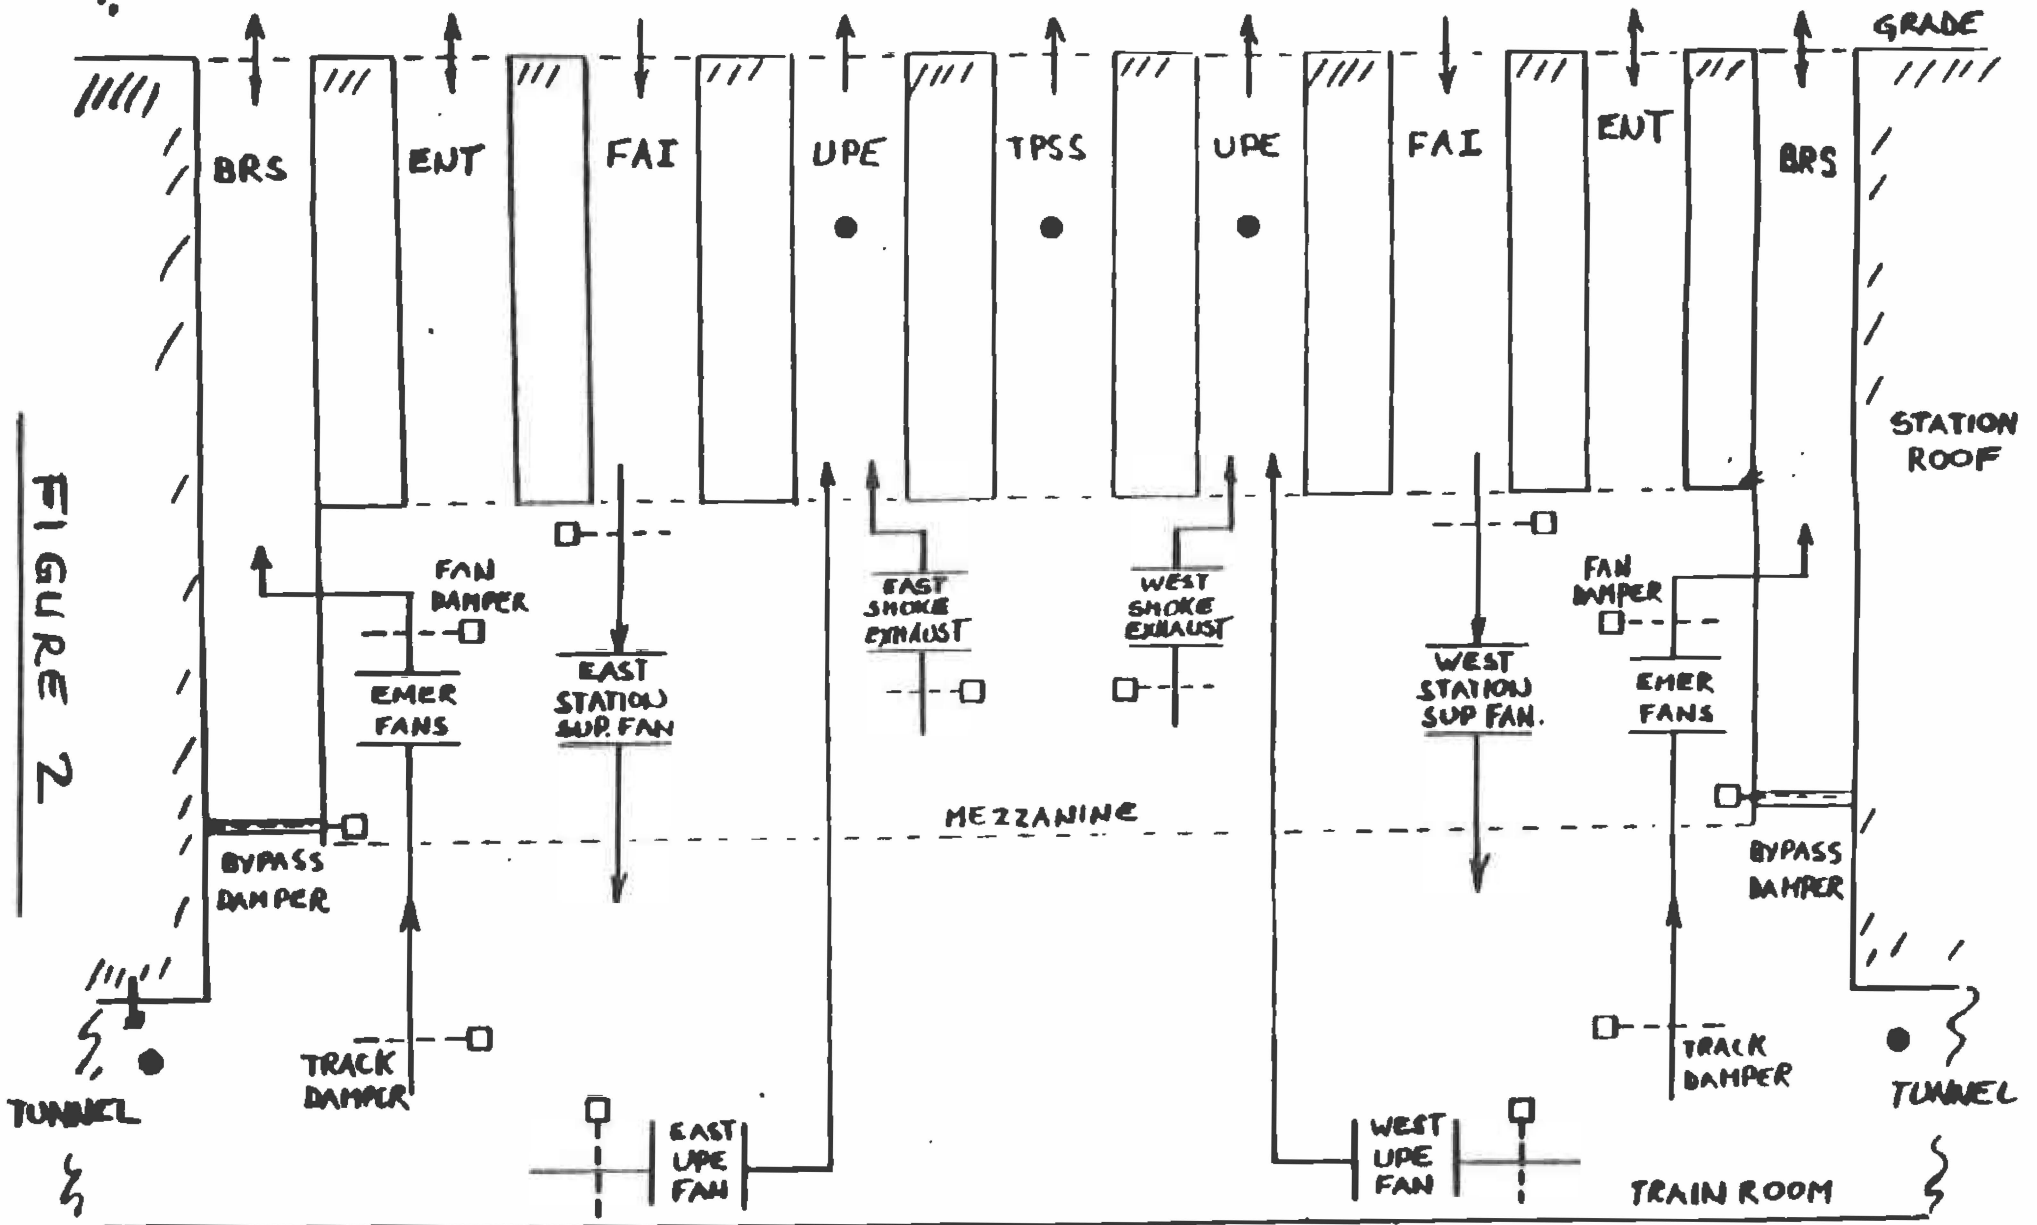 GRADE
BRS
ENT
FAI
UPE
TPSS
UPE
FAI
ENT
BRS
STATION
ROOF
FIGURE 2
FAN
DAMPER
EMER
FANS
EAST
STATION
SUP. FAN
EAST
SMOKE
EXHAUST
WEST
SMOKE
EXHAUST
WEST
STATION
SUP FAN.
FAN
DAMPER
EMER
FANS
MEZZANINE
BYPASS
DAMPER
BYPASS
DAMPER
TRACK
DAMPER
TRACK
DAMPER
TUNNEL
TUNNEL
EAST
UPE
FAN
WEST
UPE
FAN
TRAIN ROOM